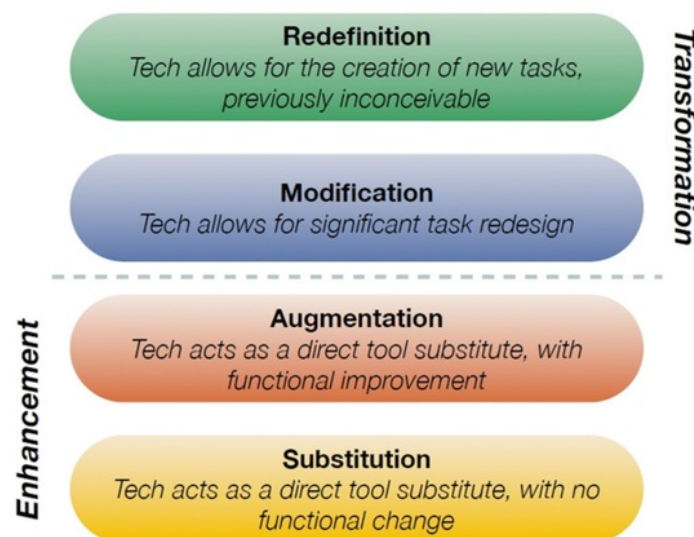 Redefinition
Tech allows for the creation of new tasks,
previously inconceivable
Transformation
Modification
Tech allows for significant task redesign
Enhancement
Augmentation
Tech acts as a direct tool substitute, with
functional improvement
Substitution
Tech acts as a direct tool substitute, with no
functional change